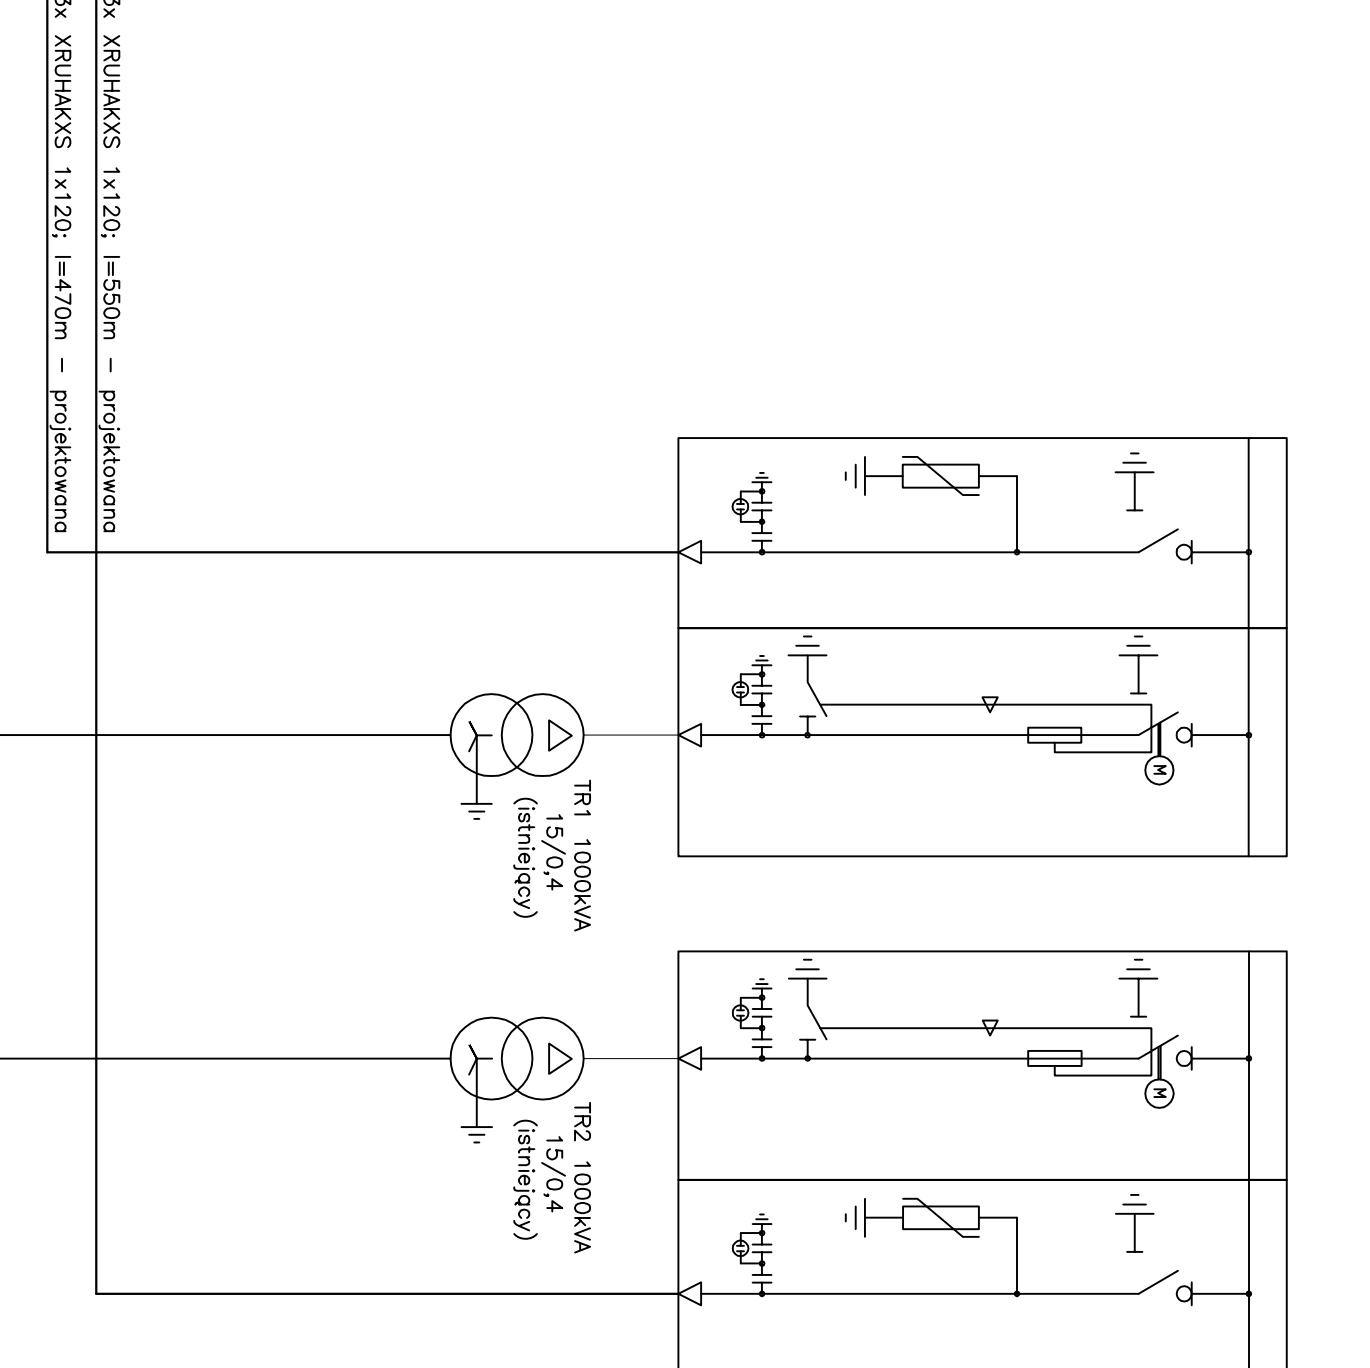 3x XRUHAKXS 1x120; l=550m – projektowana
3x XRUHAKXS 1x120; l=470m – projektowana
M
TR1 1000kVA
15/0,4
(istniejący)
M
TR2 1000kVA
15/0,4
(istniejący)